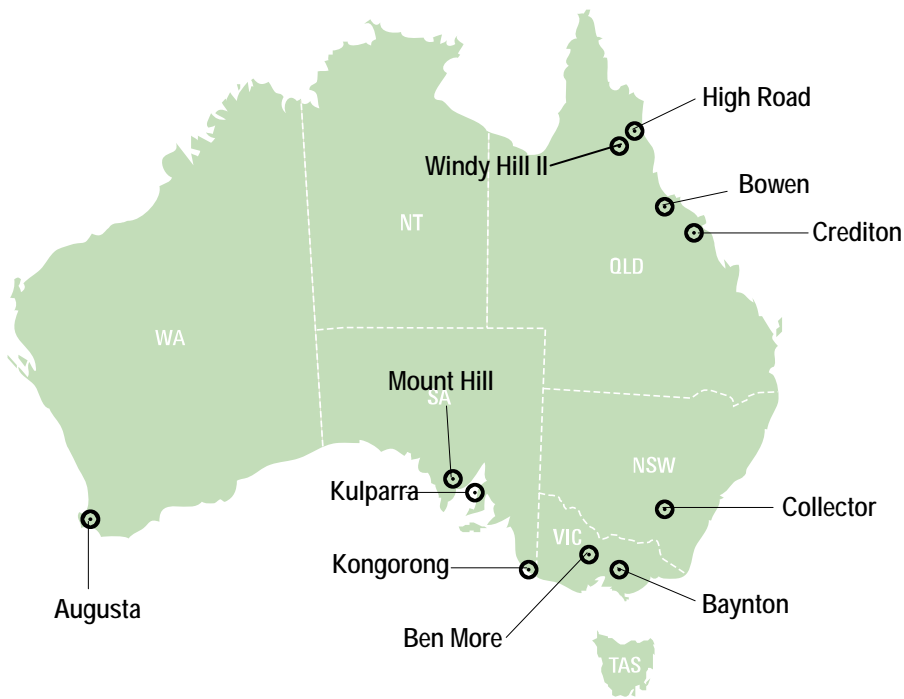 High Road
Windy Hill II
Bowen
NT
Crediton
QLD
WA
Mount Hill
SA
NSW
Kulparra
Collector
VIC
Kongorong
Augusta
Baynton
Ben More
TAS